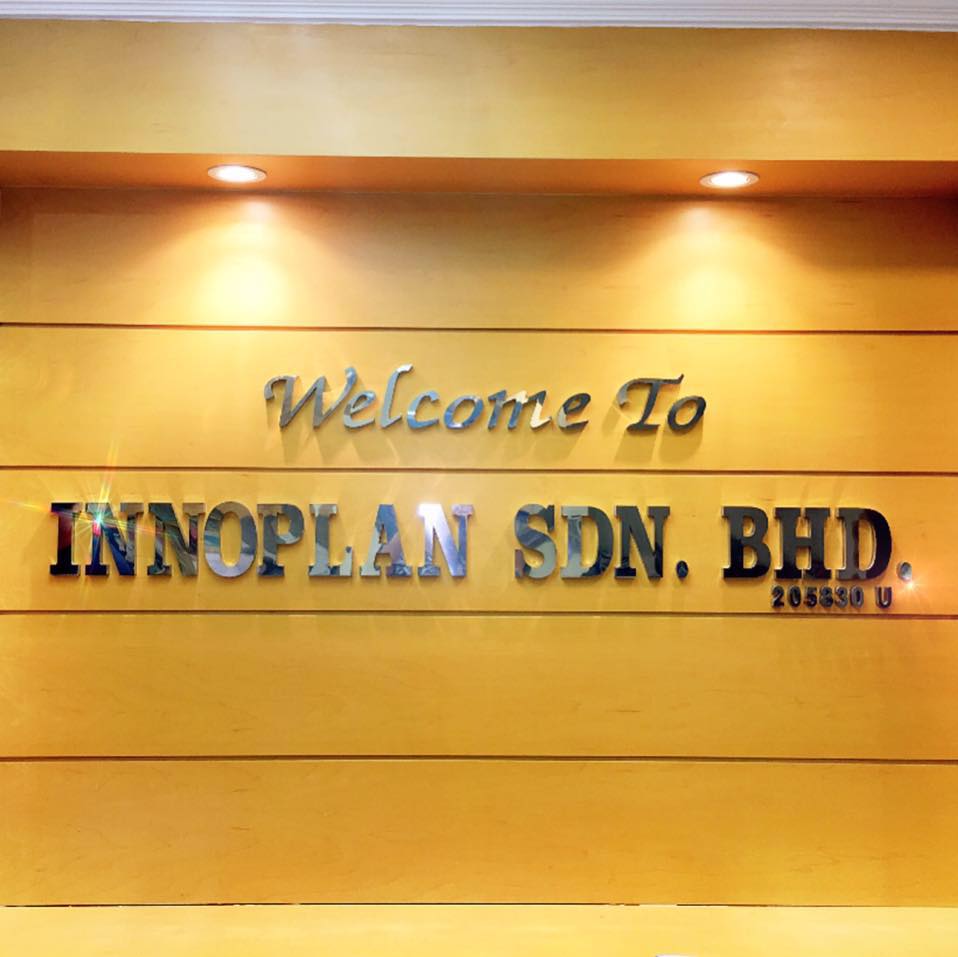 Welcome To
INNOPLAN SDN. BHD.
205830 U